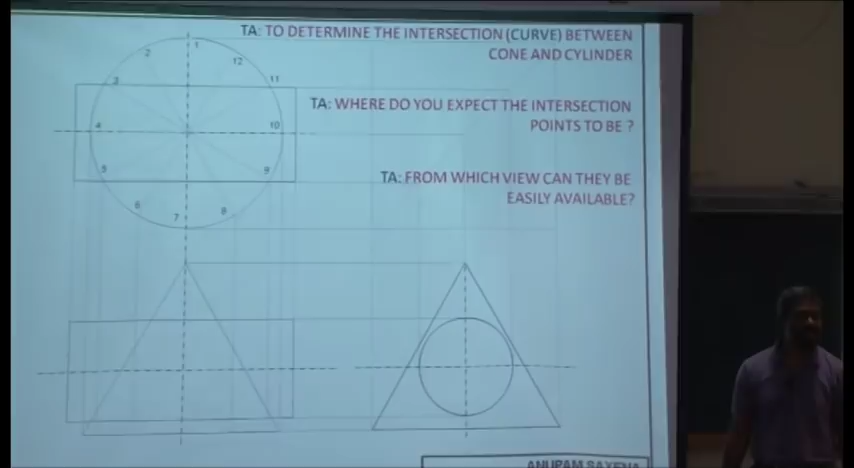 TA: TO DETERMINE THE INTERSECTION (CURVE) BETWEEN
CONE AND CYLINDER
TA: WHERE DO YOU EXPECT THE INTERSECTION
POINTS TO BE ?
TA: FROM WHICH VIEW CAN THEY BE
EASILY AVAILABLE?
1
2
12
3
11
4
10
5
9
6
8
7
ANUPAM SAXENA